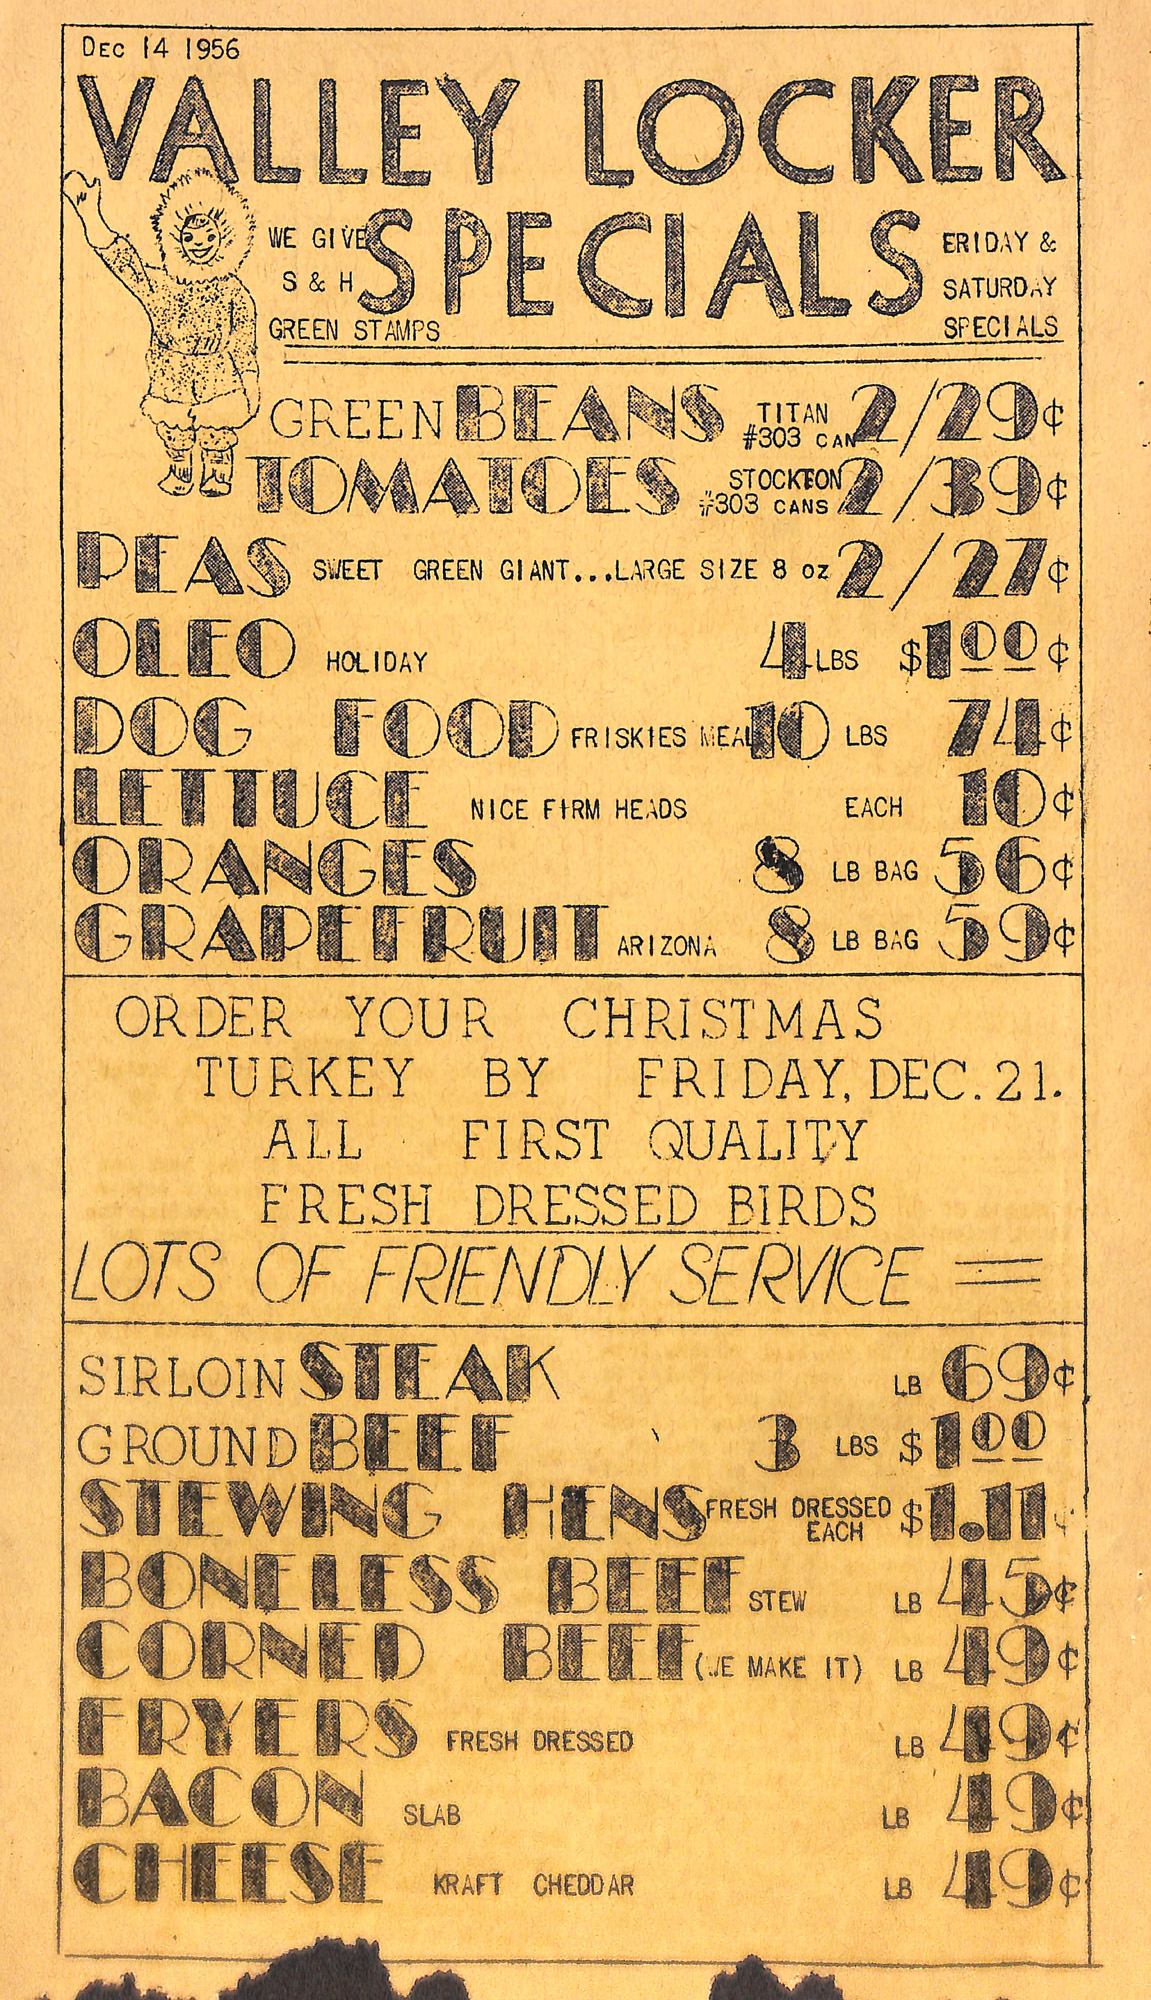 DEC 14 1956
VALLEY LOCKER
SPECIALS
WE GIVE
S & H
GREEN STAMPS
FRIDAY &
SATURDAY
SPECIALS
GREEN BEANS TITAN #303 CAN 2/29¢
TOMATOES STOCKTON #303 CANS 2/39¢
PEAS SWEET GREEN GIANT...LARGE SIZE 8 oz 2/27¢
OLEO HOLIDAY 4 LBS $1.00¢
DOG FOOD FRISKIES MEAL 10 LBS 74¢
LETTUCE NICE FIRM HEADS EACH 10¢
ORANGES 8 LB BAG 56¢
GRAPEFRUIT ARIZONA 8 LB BAG 59¢
ORDER YOUR CHRISTMAS
TURKEY BY FRIDAY, DEC. 21.
ALL FIRST QUALITY
FRESH DRESSED BIRDS
LOTS OF FRIENDLY SERVICE =
SIRLOIN STEAK LB 69¢
GROUND BEEF 3 LBS $1.00
STEWING HENS FRESH DRESSED EACH $1.11¢
BONELESS BEEF STEW LB 45¢
CORNED BEEF (WE MAKE IT) LB 49¢
FRYERS FRESH DRESSED LB 49¢
BACON SLAB LB 49¢
CHEESE KRAFT CHEDDAR LB 49¢